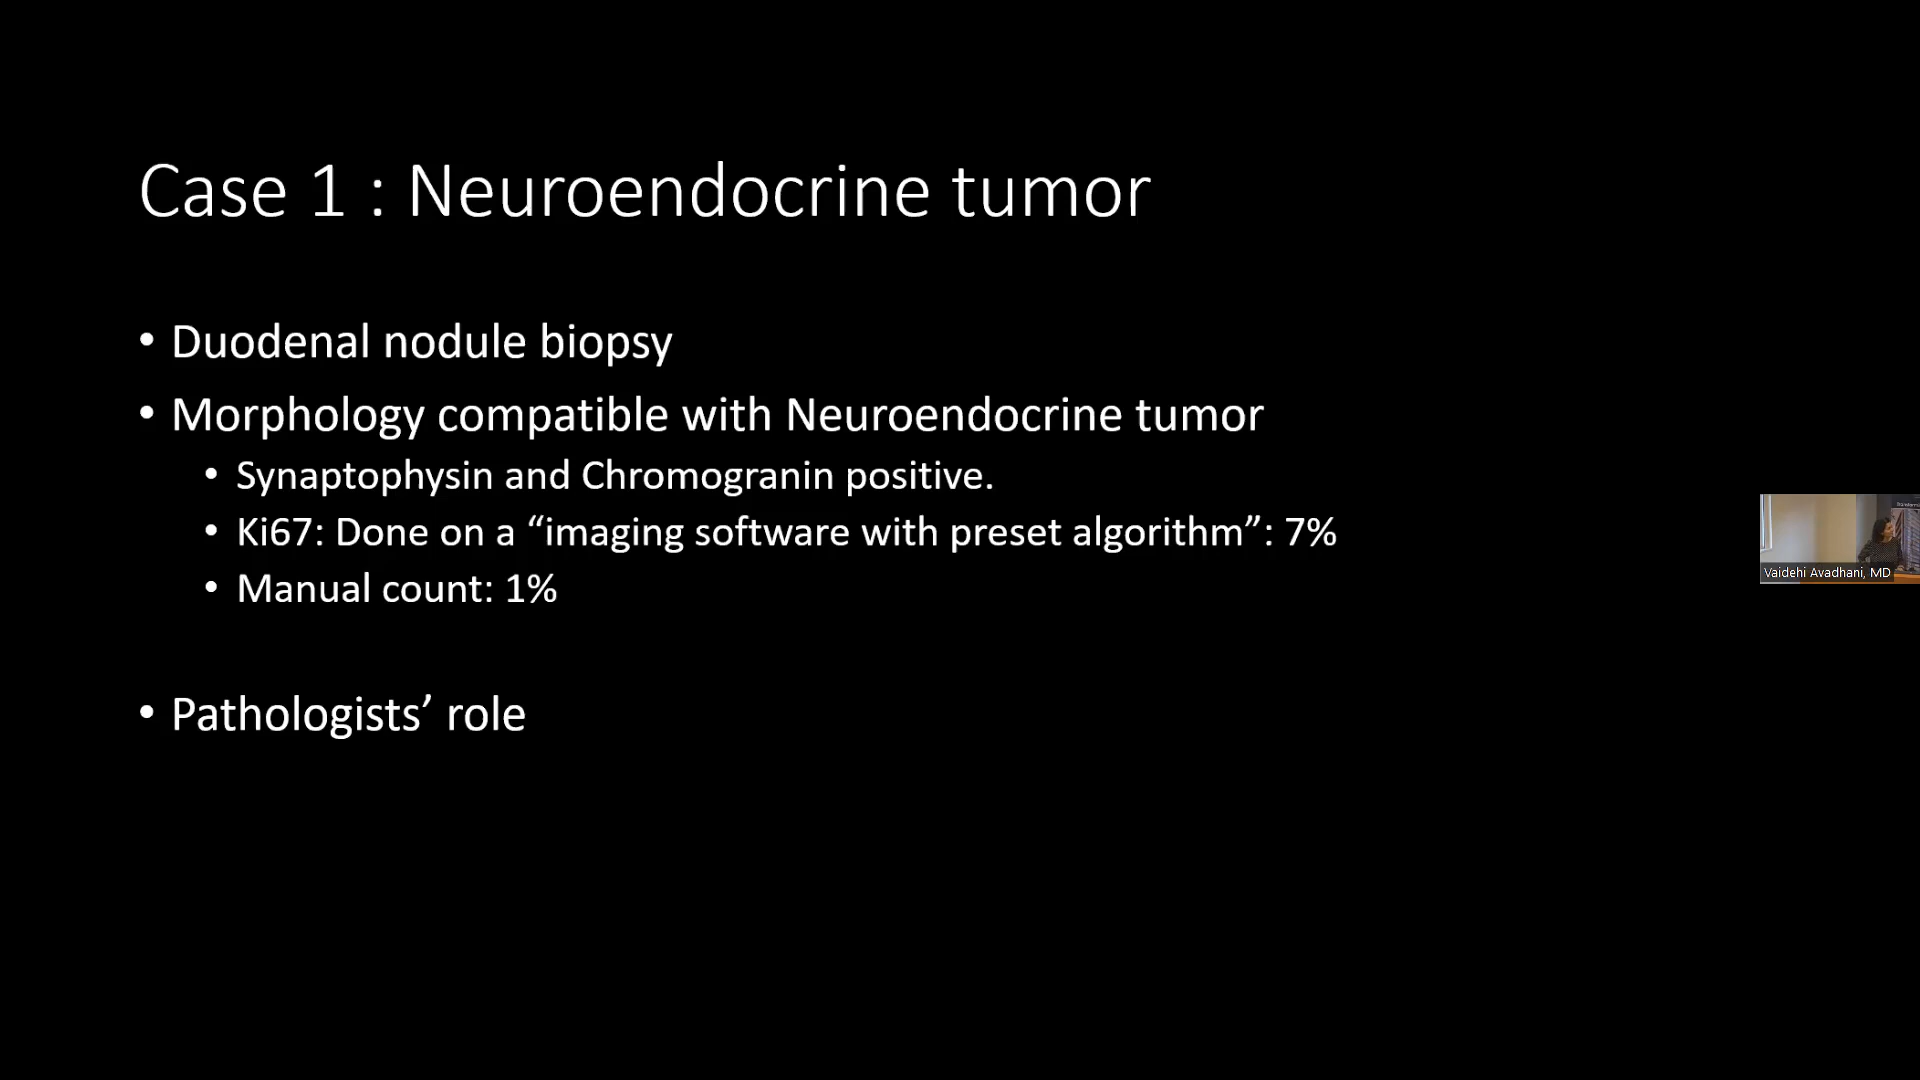 Case 1 : Neuroendocrine tumor
• Duodenal nodule biopsy
• Morphology compatible with Neuroendocrine tumor
• Synaptophysin and Chromogranin positive.
• Ki67: Done on a “imaging software with preset algorithm”: 7%
• Manual count: 1%
Vaidehi Avadhani, MD
• Pathologists’ role